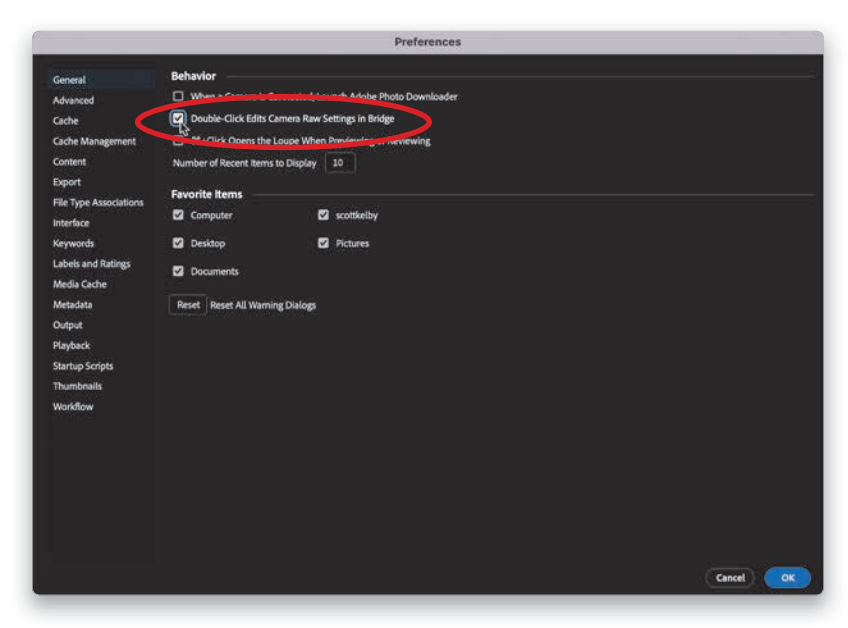 Preferences
General
Advanced
Cache
Cache Management
Content
Export
File Type Associations
Interface
Keywords
Labels and Ratings
Media Cache
Metadata
Output
Playback
Startup Scripts
Thumbnails
Workflow
Behavior
When a Camera is Connected, Launch Adobe Photo Downloader
Double-Click Edits Camera Raw Settings in Bridge
⌘+Click Opens the Loupe When Previewing or Reviewing
Number of Recent Items to Display 10
Favorite Items
Computer scottkelby
Desktop Pictures
Documents
Reset Reset All Warning Dialogs
Cancel OK